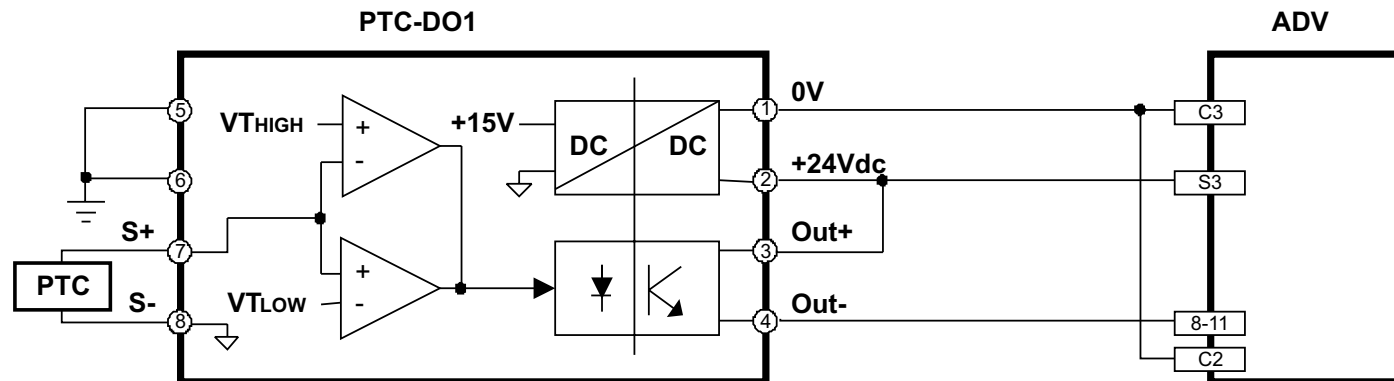 PTC-DO1
ADV
5
6
S+
7
PTC
S-
8
VTHIGH
+
-
+
-
VTLOW
+15V
DC
DC
1
0V
2
+24Vdc
3
Out+
4
Out-
C3
S3
8-11
C2